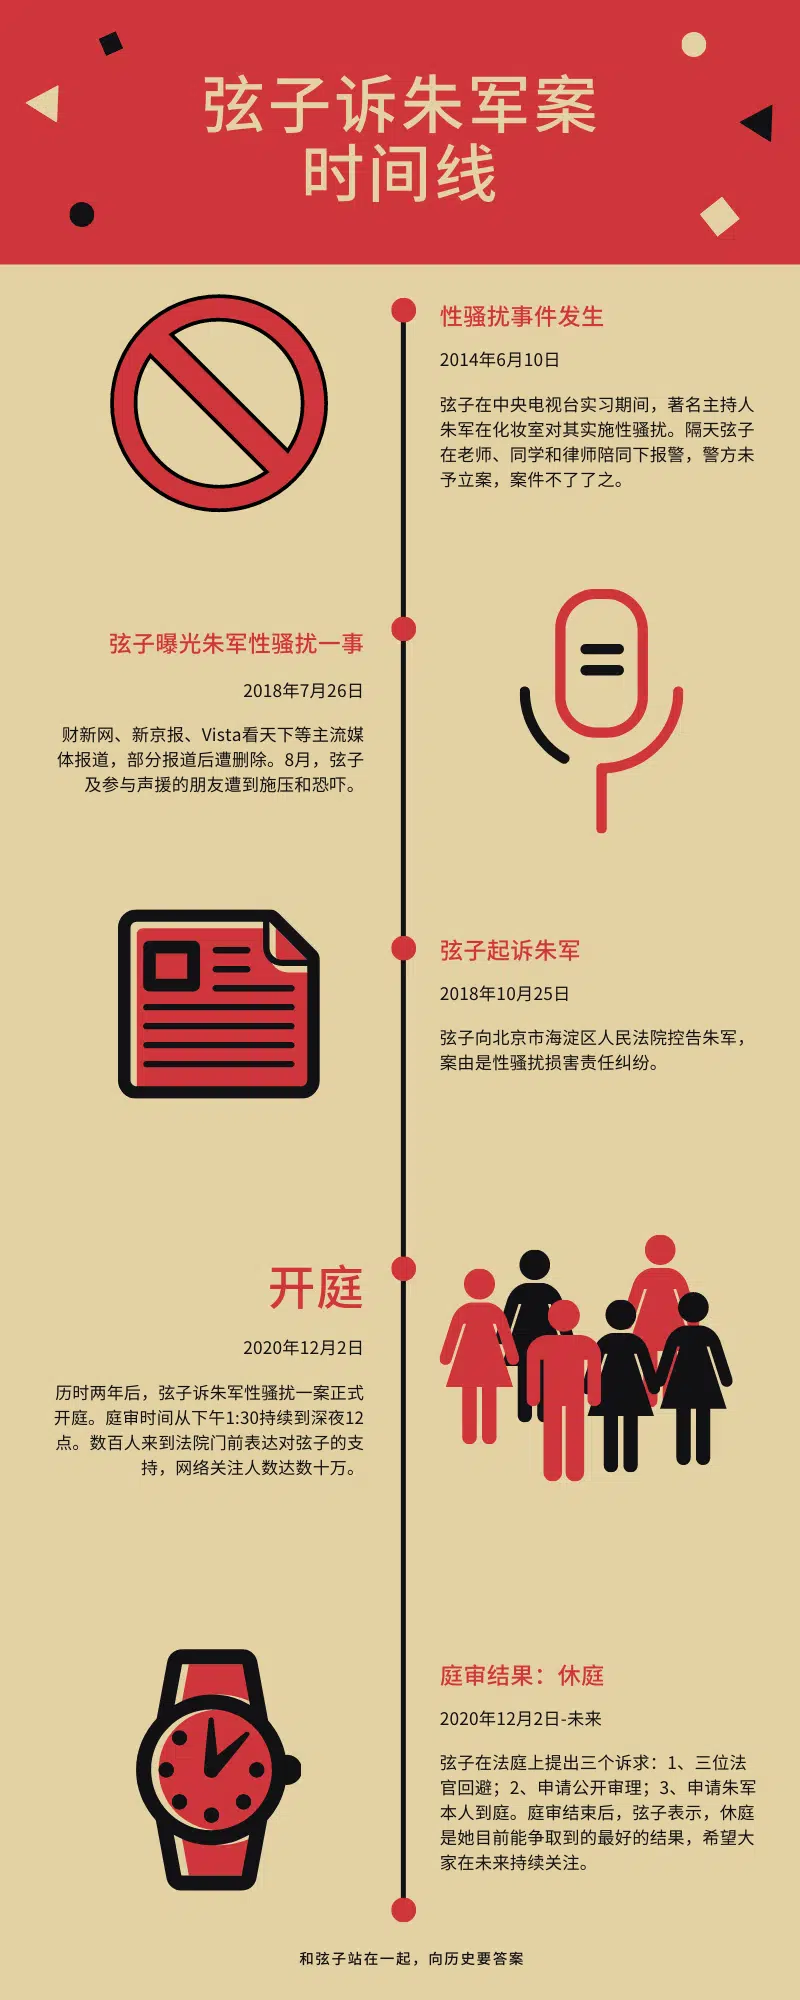 弦子诉朱军案
时间线
性骚扰事件发生
2014年6月10日
弦子在中央电视台实习期间，著名主持人
朱军在化妆室对其实施性骚扰。隔天弦子
在老师、同学和律师陪同下报警，警方未
予立案，案件不了了之。
弦子曝光朱军性骚扰一事
2018年7月26日
财新网、新京报、Vista看天下等主流媒
体报道，部分报道后遭删除。8月，弦子
及参与声援的朋友遭到施压和恐吓。
弦子起诉朱军
2018年10月25日
弦子向北京市海淀区人民法院控告朱军，
案由是性骚扰损害责任纠纷。
开庭
2020年12月2日
历时两年后，弦子诉朱军性骚扰一案正式
开庭。庭审时间从下午1:30持续到深夜12
点。数百人来到法院门前表达对弦子的支
持，网络关注人数达数十万。
庭审结果：休庭
2020年12月2日-未来
弦子在法庭上提出三个诉求：1、三位法
官回避；2、申请公开审理；3、申请朱军
本人到庭。庭审结束后，弦子表示，休庭
是她目前能争取到的最好的结果，希望大
家在未来持续关注。
和弦子站在一起，向历史要答案